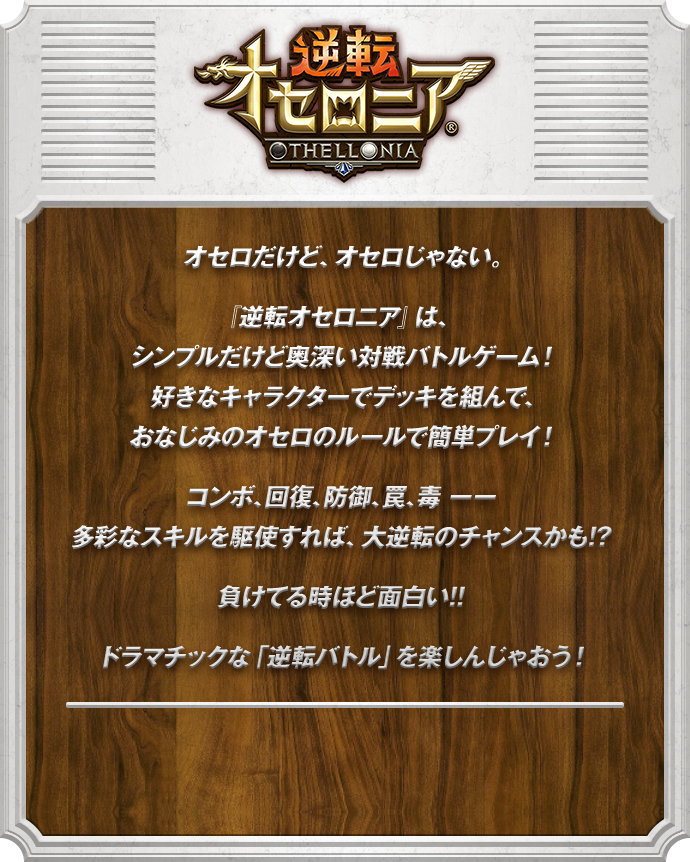 逆転
オセロニア®
OTHELLONIA
オセロだけど、オセロじゃない。
『逆転オセロニア』は、
シンプルだけど奥深い対戦バトルゲーム！
好きなキャラクターでデッキを組んで、
おなじみのオセロのルールで簡単プレイ！
コンボ、回復、防御、罠、毒 ーー
多彩なスキルを駆使すれば、大逆転のチャンスかも!?
負けてる時ほど面白い!!
ドラマチックな「逆転バトル」を楽しんじゃおう！